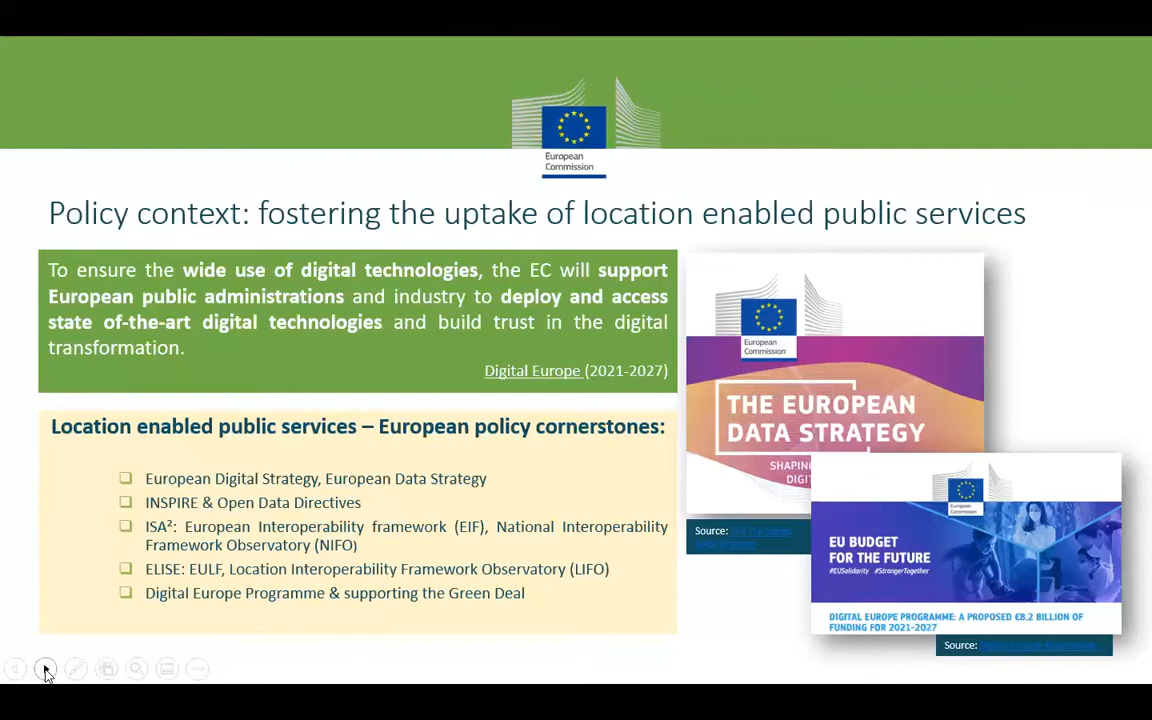 European
Commission
Policy context: fostering the uptake of location enabled public services
To ensure the wide use of digital technologies, the EC will support
European public administrations and industry to deploy and access
state of-the-art digital technologies and build trust in the digital
transformation.
Digital Europe (2021-2027)
Location enabled public services – European policy cornerstones:
European Digital Strategy, European Data Strategy
INSPIRE & Open Data Directives
ISA²: European Interoperability framework (EIF), National Interoperability
Framework Observatory (NIFO)
ELISE: EULF, Location Interoperability Framework Observatory (LIFO)
Digital Europe Programme & supporting the Green Deal
European
Commission
THE EUROPEAN
DATA STRATEGY
SHAPING
Source: The European
European
Commission
EU BUDGET
FOR THE FUTURE
#EUSolidarity #StrongerTogether
DIGITAL EUROPE PROGRAMME: A PROPOSED €8.2 BILLION OF
FUNDING FOR 2021-2027
Source: Digital Europe Programme